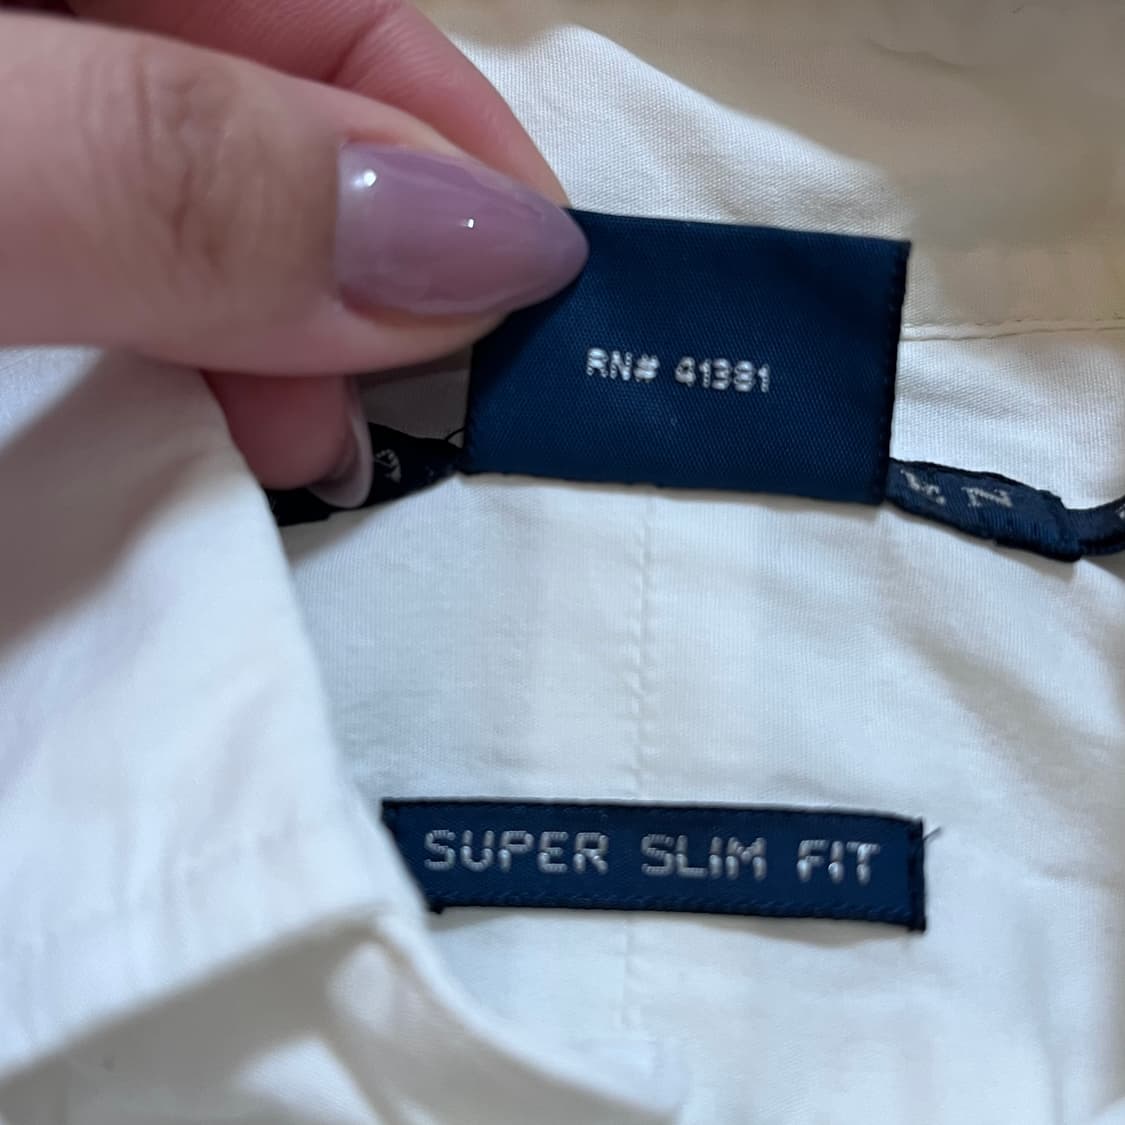 RN# 41381
SUPER SLIM FIT